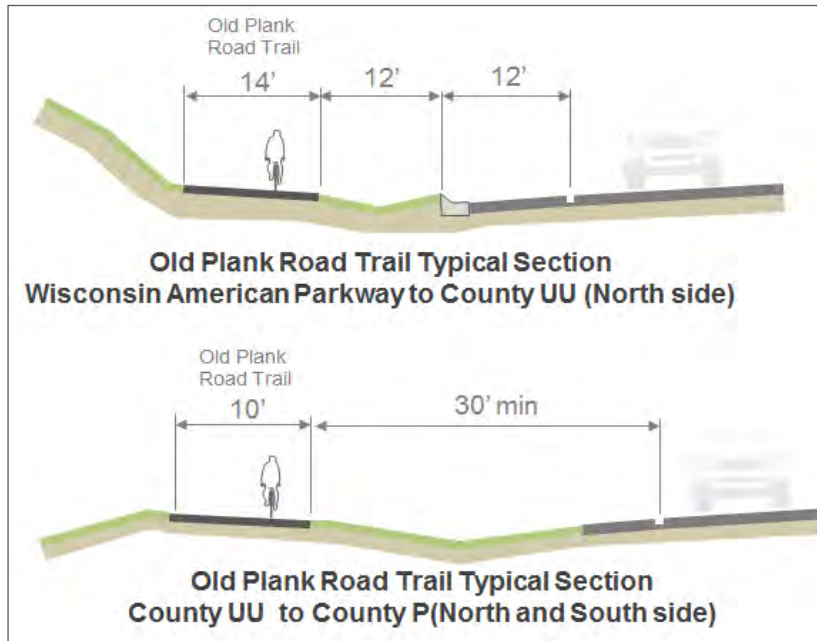 Old Plank
Road Trail
14’ 12’ 12’
Old Plank Road Trail Typical Section
Wisconsin American Parkway to County UU (North side)
Old Plank
Road Trail
10’ 30’ min
Old Plank Road Trail Typical Section
County UU to County P(North and South side)